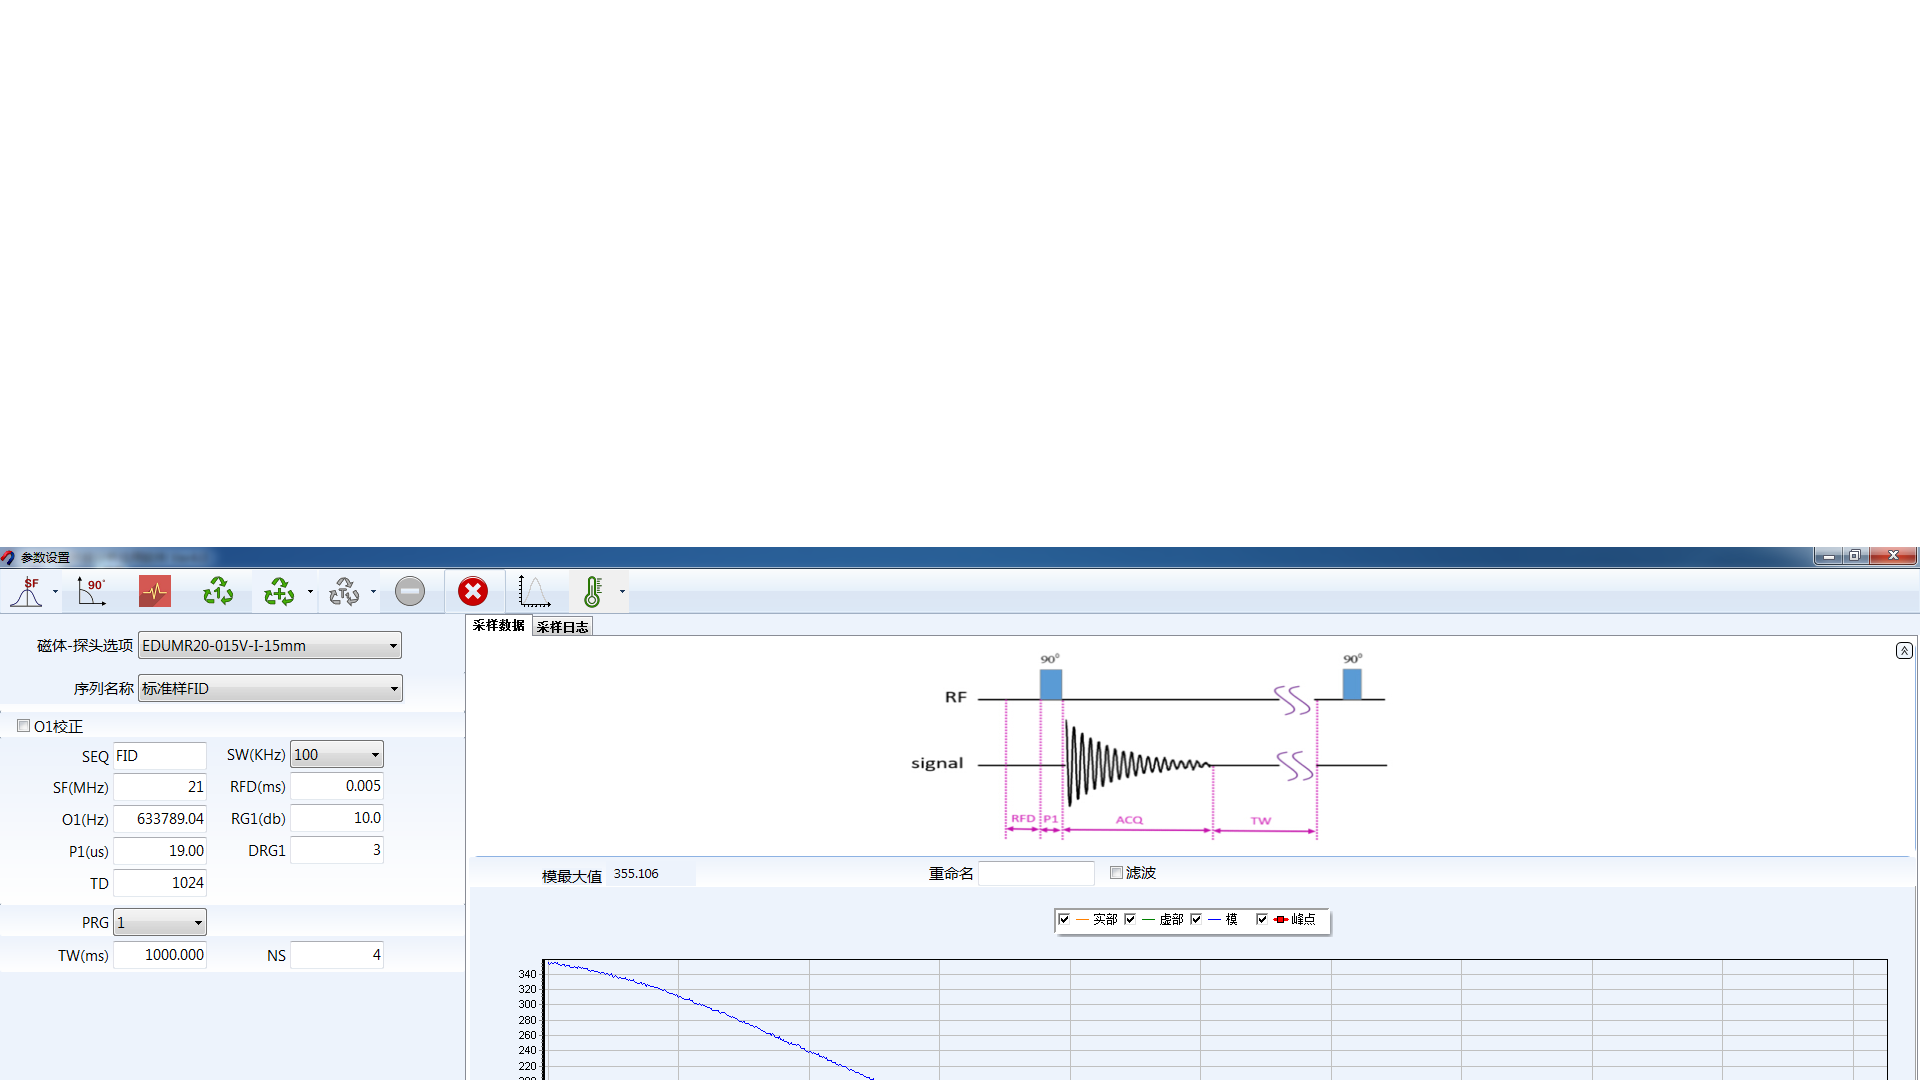 参数设置
SF
90°
1
磁体-探头选项 EDUMR20-015V-I-15mm
序列名称 标准样FID
O1校正
SEQ FID SW(KHz) 100
SF(MHz) 21 RFD(ms) 0.005
O1(Hz) 633789.04 RG1(db) 10.0
P1(us) 19.00 DRG1 3
TD 1024
PRG 1
TW(ms) 1000.000 NS 4
采样数据 采样日志
90° 90°
RF
signal
RFD P1 ACQ TW
模最大值 355.106 重命名 滤波
实部 虚部 模 峰点
340
320
300
280
260
240
220